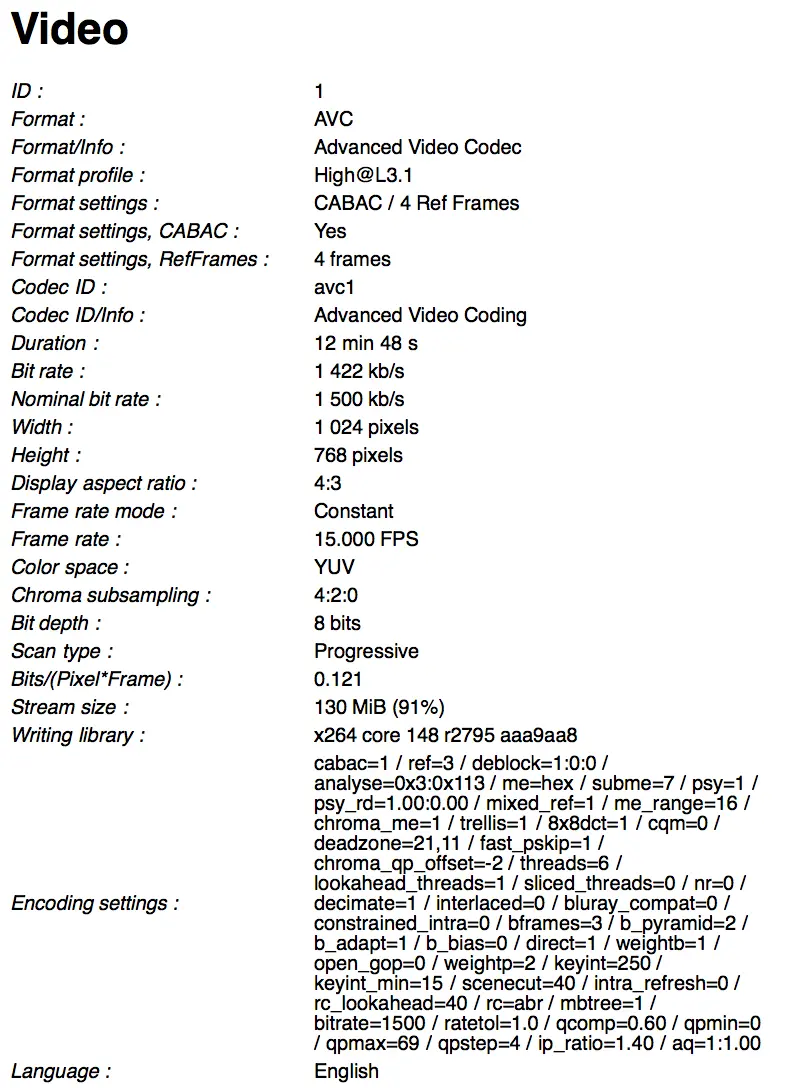 Video
ID : 1
Format : AVC
Format/Info : Advanced Video Codec
Format profile : High@L3.1
Format settings : CABAC / 4 Ref Frames
Format settings, CABAC : Yes
Format settings, RefFrames : 4 frames
Codec ID : avc1
Codec ID/Info : Advanced Video Coding
Duration : 12 min 48 s
Bit rate : 1 422 kb/s
Nominal bit rate : 1 500 kb/s
Width : 1 024 pixels
Height : 768 pixels
Display aspect ratio : 4:3
Frame rate mode : Constant
Frame rate : 15.000 FPS
Color space : YUV
Chroma subsampling : 4:2:0
Bit depth : 8 bits
Scan type : Progressive
Bits/(Pixel*Frame) : 0.121
Stream size : 130 MiB (91%)
Writing library : x264 core 148 r2795 aaa9aa8
cabac=1 / ref=3 / deblock=1:0:0 /
analyse=0x3:0x113 / me=hex / subme=7 / psy=1 /
psy_rd=1.00:0.00 / mixed_ref=1 / me_range=16 /
chroma_me=1 / trellis=1 / 8x8dct=1 / cqm=0 /
deadzone=21,11 / fast_pskip=1 /
chroma_qp_offset=-2 / threads=6 /
lookahead_threads=1 / sliced_threads=0 / nr=0 /
Encoding settings : decimate=1 / interlaced=0 / bluray_compat=0 /
constrained_intra=0 / bframes=3 / b_pyramid=2 /
b_adapt=1 / b_bias=0 / direct=1 / weightb=1 /
open_gop=0 / weightp=2 / keyint=250 /
keyint_min=15 / scenecut=40 / intra_refresh=0 /
rc_lookahead=40 / rc=abr / mbtree=1 /
bitrate=1500 / ratetol=1.0 / qcomp=0.60 / qpmin=0
/ qpmax=69 / qpstep=4 / ip_ratio=1.40 / aq=1:1.00
Language : English